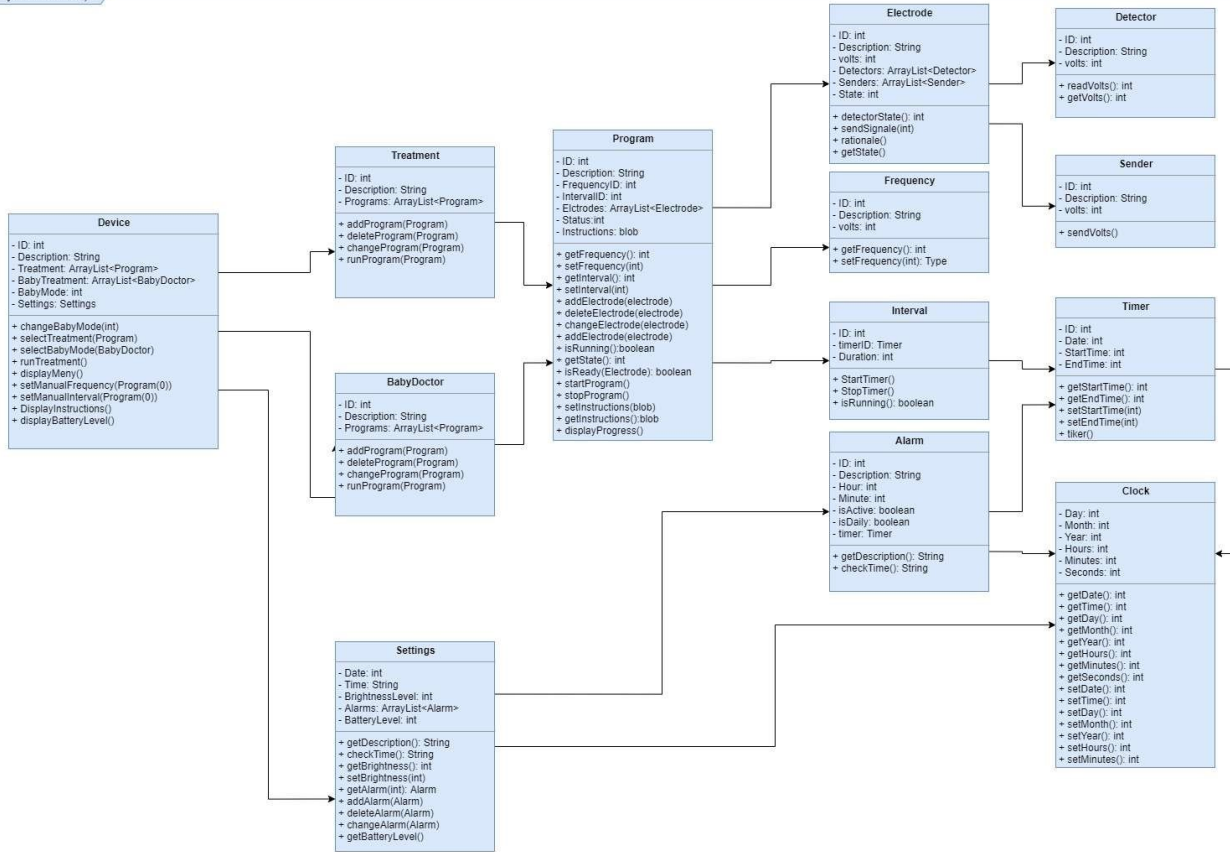 Device
- ID: int
- Description: String
- Treatment: ArrayList<Program>
- BabyTreatment: ArrayList<BabyDoctor>
- BabyMode: int
- Settings: Settings
+ changeBabyMode(int)
+ selectTreatment(Program)
+ selectBabyMode(BabyDoctor)
+ runTreatment()
+ displayMeny()
+ setManualFrequency(Program(0))
+ setManualInterval(Program(0))
+ DisplayInstructions()
+ displayBatteryLevel()
Treatment
- ID: int
- Description: String
- Programs: ArrayList<Program>
+ addProgram(Program)
+ deleteProgram(Program)
+ changeProgram(Program)
+ runProgram(Program)
BabyDoctor
- ID: int
- Description: String
- Programs: ArrayList<Program>
+ addProgram(Program)
+ deleteProgram(Program)
+ changeProgram(Program)
+ runProgram(Program)
Settings
- Date: int
- Time: String
- BrightnessLevel: int
- Alarms: ArrayList<Alarm>
- BatteryLevel: int
+ getDescription(): String
+ checkTime(): String
+ getBrightness(): int
+ setBrightness(int)
+ getAlarm(int): Alarm
+ addAlarm(Alarm)
+ deleteAlarm(Alarm)
+ changeAlarm(Alarm)
+ getBatteryLevel()
Program
- ID: int
- Description: String
- FrequencyID: int
- IntervalID: int
- Elctrodes: ArrayList<Electrode>
- Status:int
- Instructions: blob
+ getFrequency(): int
+ setFrequency(int)
+ getInterval(): int
+ setInterval(int)
+ addElectrode(electrode)
+ deleteElectrode(electrode)
+ changeElectrode(electrode)
+ addElectrode(electrode)
+ isRunning():boolean
+ getState(): int
+ isReady(Electrode): boolean
+ startProgram()
+ stopProgram()
+ setInstructions(blob)
+ getInstructions():blob
+ displayProgress()
Electrode
- ID: int
- Description: String
- volts: int
- Detectors: ArrayList<Detector>
- Senders: ArrayList<Sender>
- State: int
+ detectorState(): int
+ sendSignale(int)
+ rationale()
+ getState()
Frequency
- ID: int
- Description: String
- volts: int
+ getFrequency(): int
+ setFrequency(int): Type
Interval
- ID: int
- timerID: Timer
- Duration: int
+ StartTimer()
+ StopTimer()
+ isRunning(): boolean
Alarm
- ID: int
- Description: String
- Hour: int
- Minute: int
- isActive: boolean
- isDaily: boolean
- timer: Timer
+ getDescription(): String
+ checkTime(): String
Detector
- ID: int
- Description: String
- volts: int
+ readVolts(): int
+ getVolts(): int
Sender
- ID: int
- Description: String
- volts: int
+ sendVolts()
Timer
- ID: int
- Date: int
- StartTime: int
- EndTime: int
+ getStartTime(): int
+ getEndTime(): int
+ setStartTime(int)
+ setEndTime(int)
+ tiker()
Clock
- Day: int
- Month: int
- Year: int
- Hours: int
- Minutes: int
- Seconds: int
+ getDate(): int
+ getTime(): int
+ getDay(): int
+ getMonth(): int
+ getYear(): int
+ getHours(): int
+ getMinutes(): int
+ getSeconds(): int
+ setDate(): int
+ setTime(): int
+ setDay(): int
+ setMonth(): int
+ setYear(): int
+ setHours(): int
+ setMinutes(): int